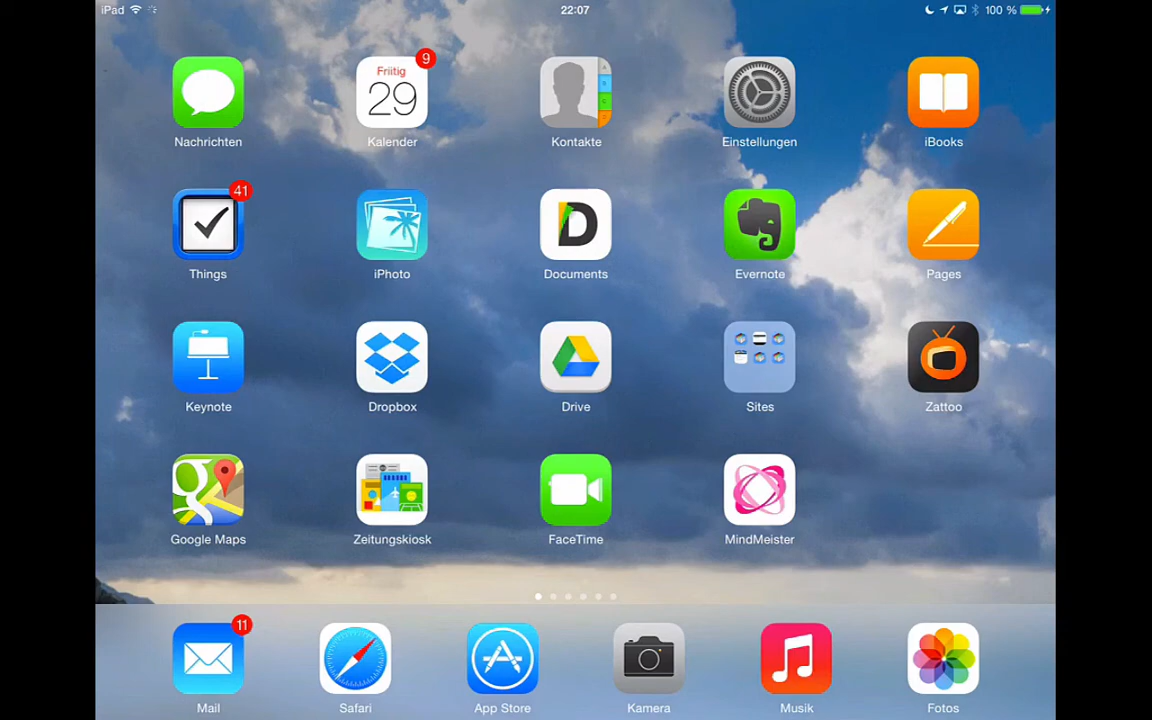 iPad 22:07 100 %
9
Friitig
29
Nachrichten Kalender Kontakte Einstellungen iBooks
41
D
Things iPhoto Documents Evernote Pages
Keynote Dropbox Drive Sites Zattoo
g
Google Maps Zeitungskiosk FaceTime MindMeister
11
Mail Safari App Store Kamera Musik Fotos